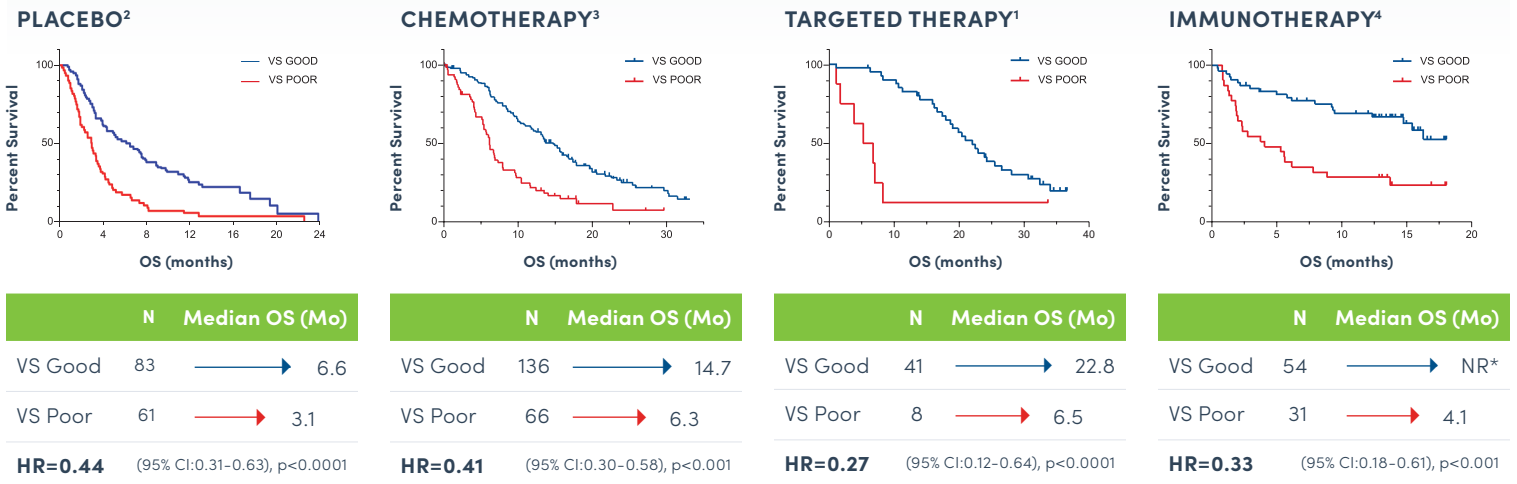 PLACEBO²
100
50
0
0 4 8 12 16 20 24
Percent Survival
OS (months)
VS GOOD
VS POOR
N Median OS (Mo)
VS Good 83 6.6
VS Poor 61 3.1
HR=0.44 (95% CI:0.31-0.63), p<0.0001
CHEMOTHERAPY³
100
50
0
0 10 20 30
Percent Survival
OS (months)
VS GOOD
VS POOR
N Median OS (Mo)
VS Good 136 14.7
VS Poor 66 6.3
HR=0.41 (95% CI:0.30-0.58), p<0.001
TARGETED THERAPY¹
100
50
0
0 10 20 30 40
Percent Survival
OS (months)
VS GOOD
VS POOR
N Median OS (Mo)
VS Good 41 22.8
VS Poor 8 6.5
HR=0.27 (95% CI:0.12-0.64), p<0.0001
IMMUNOTHERAPY⁴
100
50
0
0 5 10 15 20
Percent Survival
OS (months)
VS GOOD
VS POOR
N Median OS (Mo)
VS Good 54 NR*
VS Poor 31 4.1
HR=0.33 (95% CI:0.18-0.61), p<0.001